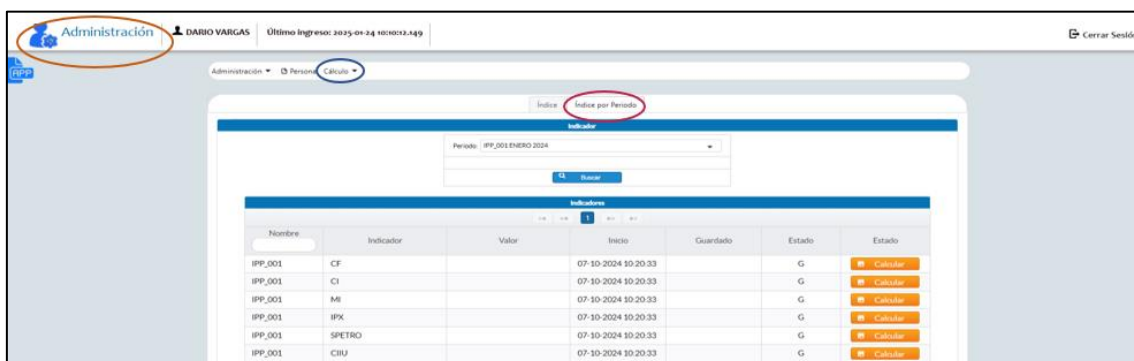 Administración DARIO VARGAS Último ingreso: 2025-01-24 10:10:12.149 Cerrar Sesión
APP
Administración Personal Cálculo
Índice Índice por Periodo
Indicador
Periodo: IPP_001 ENERO 2024
Buscar
Indicadores
1
Nombre Indicador Valor Inicio Guardado Estado Estado
IPP_001 CF 07-10-2024 10:20:33 G Calcular
IPP_001 CI 07-10-2024 10:20:33 G Calcular
IPP_001 MI 07-10-2024 10:20:33 G Calcular
IPP_001 IPX 07-10-2024 10:20:33 G Calcular
IPP_001 SPETRO 07-10-2024 10:20:33 G Calcular
IPP_001 CIIU 07-10-2024 10:20:33 G Calcular